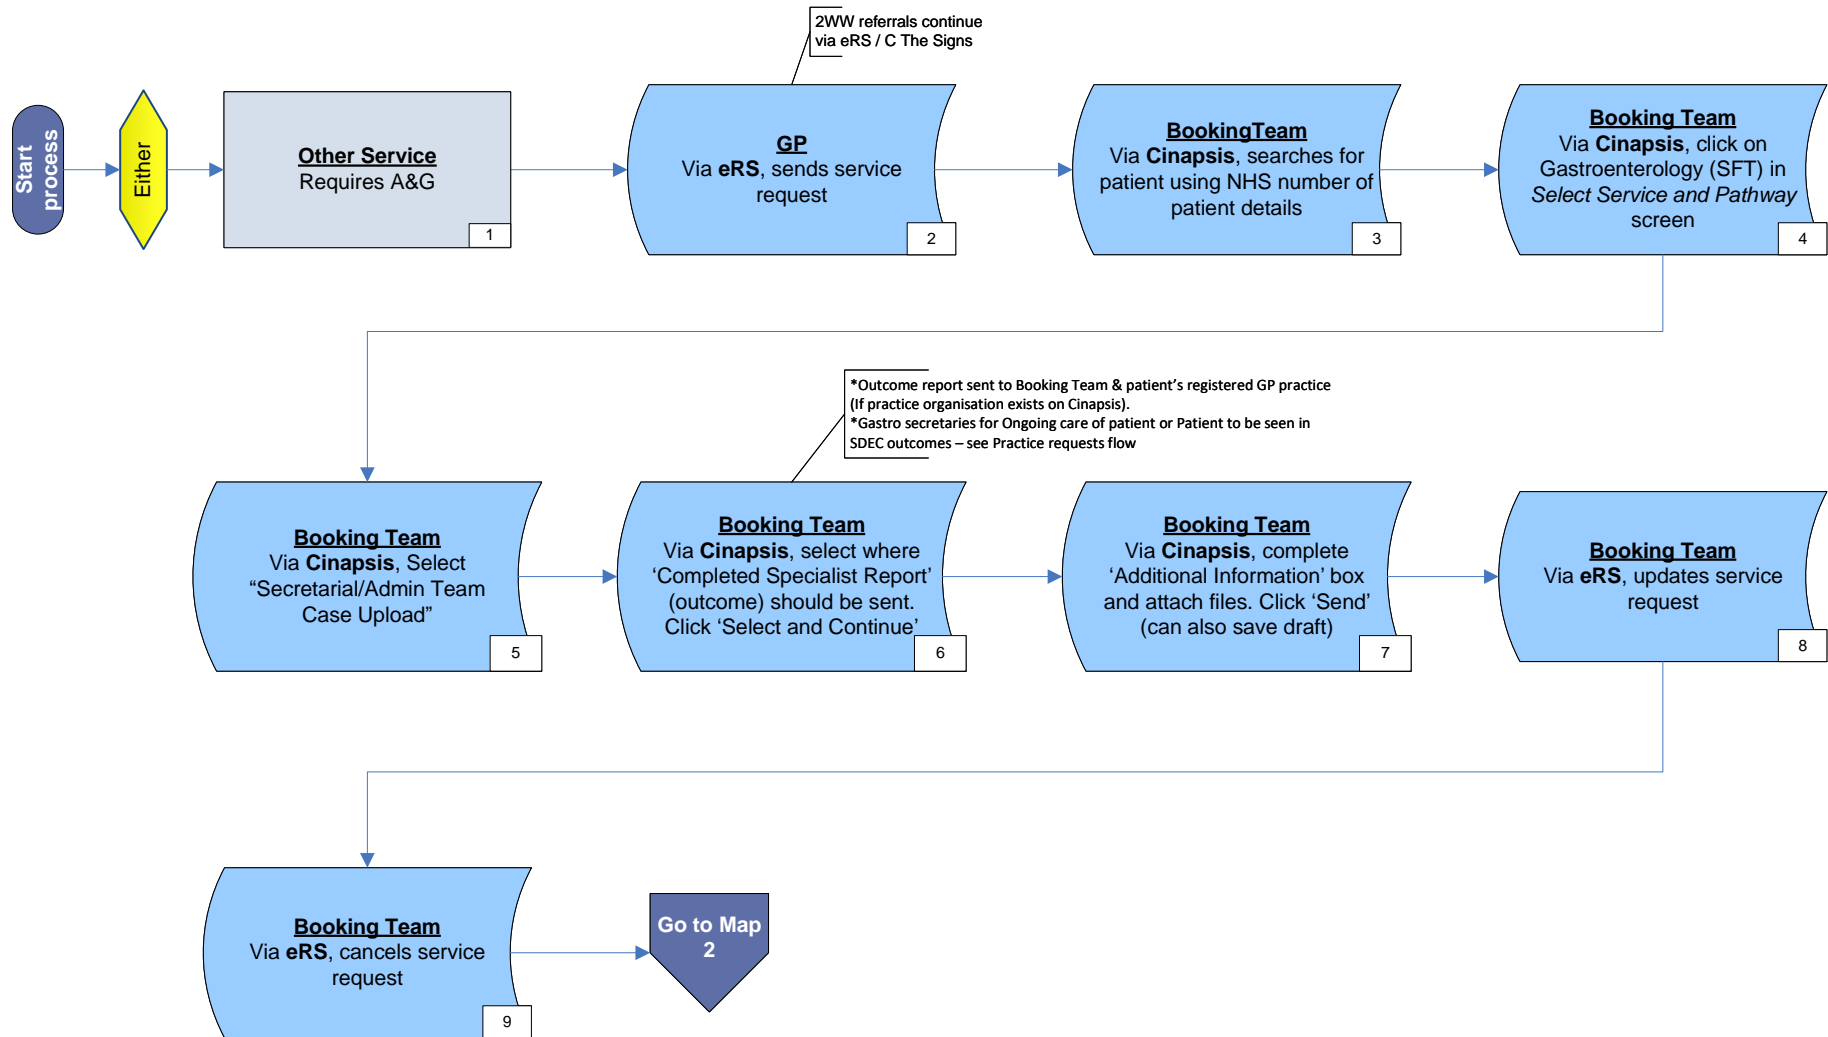 2WW referrals continue
via eRS / C The Signs
Start
process
Either
Other Service
Requires A&G
1
GP
Via eRS, sends service
request
2
BookingTeam
Via Cinapsis, searches for
patient using NHS number of
patient details
3
Booking Team
Via Cinapsis, click on
Gastroenterology (SFT) in
Select Service and Pathway
screen
4
*Outcome report sent to Booking Team & patient’s registered GP practice
(If practice organisation exists on Cinapsis).
*Gastro secretaries for Ongoing care of patient or Patient to be seen in
SDEC outcomes – see Practice requests flow
Booking Team
Via Cinapsis, Select
“Secretarial/Admin Team
Case Upload”
5
Booking Team
Via Cinapsis, select where
‘Completed Specialist Report’
(outcome) should be sent.
Click ‘Select and Continue’
6
Booking Team
Via Cinapsis, complete
‘Additional Information’ box
and attach files. Click ‘Send’
(can also save draft)
7
Booking Team
Via eRS, updates service
request
8
Booking Team
Via eRS, cancels service
request
9
Go to Map
2